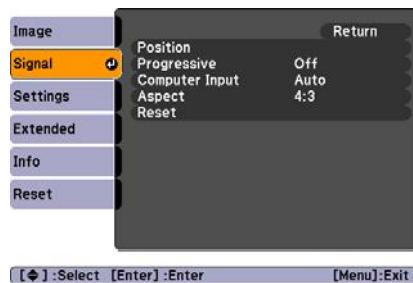 Image
Signal
Settings
Extended
Info
Reset
Return
Position
Progressive Off
Computer Input Auto
Aspect 4:3
Reset
[◆] :Select [Enter] :Enter [Menu]:Exit